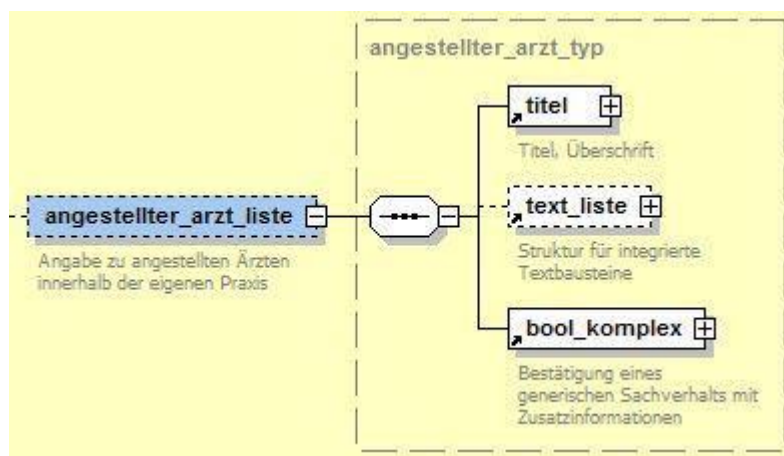 angestellter_arzt_typ
titel
Titel, Überschrift
angestellter_arzt_liste
Angabe zu angestellten Ärzten
innerhalb der eigenen Praxis
text_liste
Struktur für integrierte
Textbausteine
bool_komplex
Bestätigung eines
generischen Sachverhalts mit
Zusatzinformationen